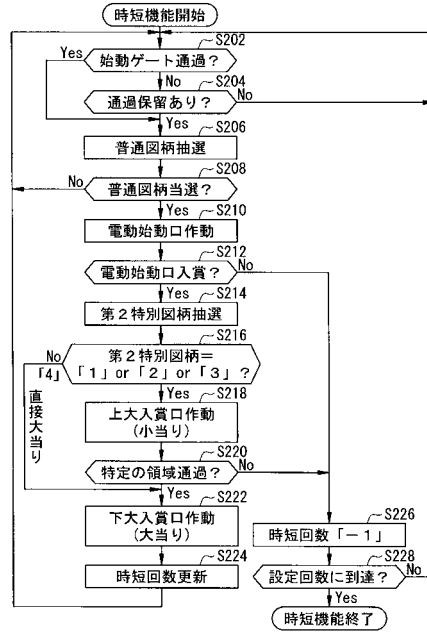 時短機能開始
S202
Yes
始動ゲート通過？
No
S204
通過保留あり？
No
Yes
S206
普通図柄抽選
S208
No
普通図柄当選？
Yes
S210
電動始動口作動
S212
電動始動口入賞？
No
Yes
S214
第２特別図柄抽選
S216
No
「4」
直接大当り
第２特別図柄＝
「１」or「２」or「３」？
Yes
S218
上大入賞口作動
(小当り)
S220
特定の領域通過？
No
Yes
S222
下大入賞口作動
(大当り)
S224
時短回数更新
S226
時短回数「－１」
S228
設定回数に到達？
No
Yes
時短機能終了